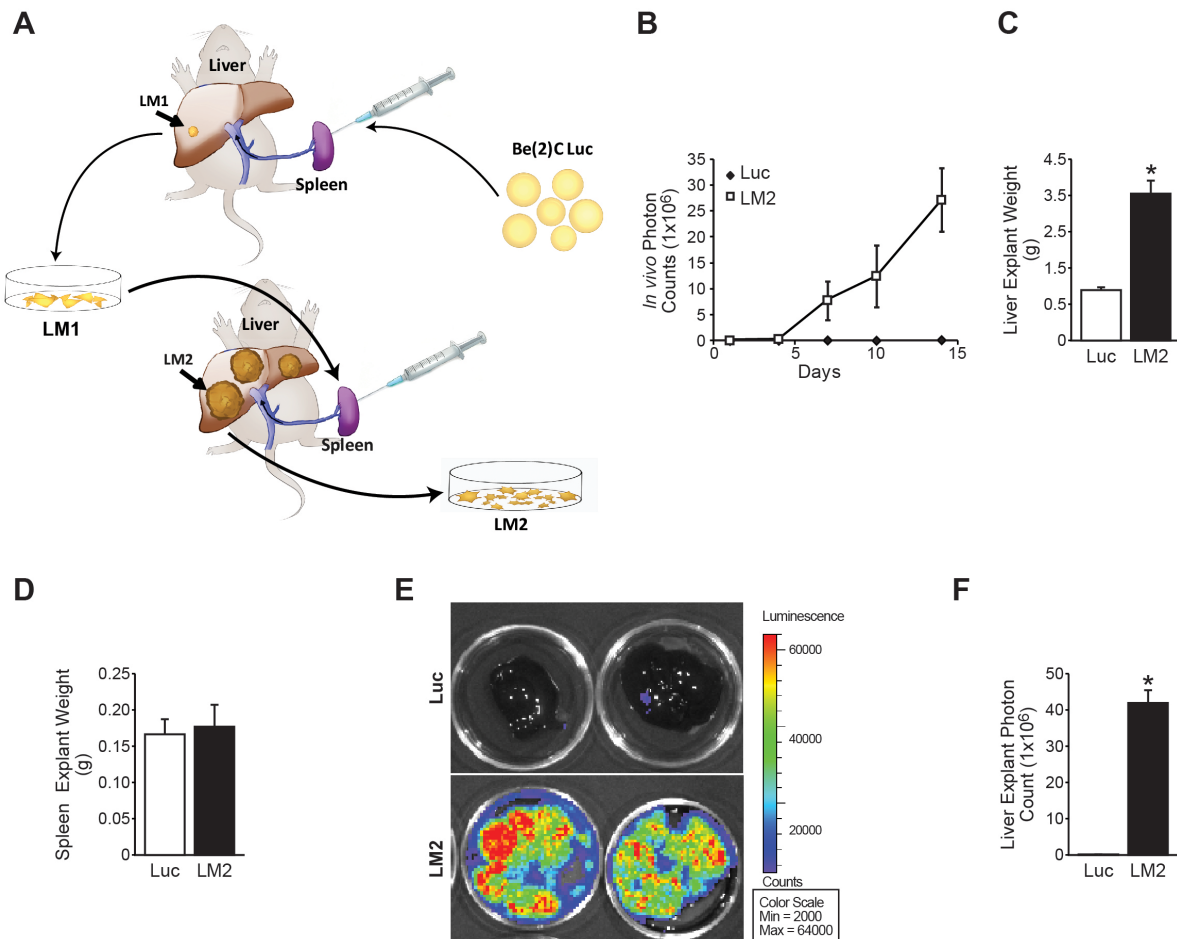 A
Liver
LM1
Spleen
Be(2)C Luc
LM1
Liver
LM2
Spleen
LM2
B
In vivo Photon
Counts (1x10⁶)
35
30
25
20
15
10
5
0
Luc
LM2
0
5
10
15
Days
C
Liver Explant Weight
(g)
4.5
3.5
2.5
1.5
0.5
*
Luc
LM2
D
Spleen Explant Weight
(g)
0.25
0.20
0.15
0.10
0.05
0
Luc
LM2
E
Luc
LM2
Luminescence
60000
40000
20000
Counts
Color Scale
Min = 2000
Max = 64000
F
Liver Explant Photon
Count (1x10⁶)
50
40
30
20
10
0
*
Luc
LM2